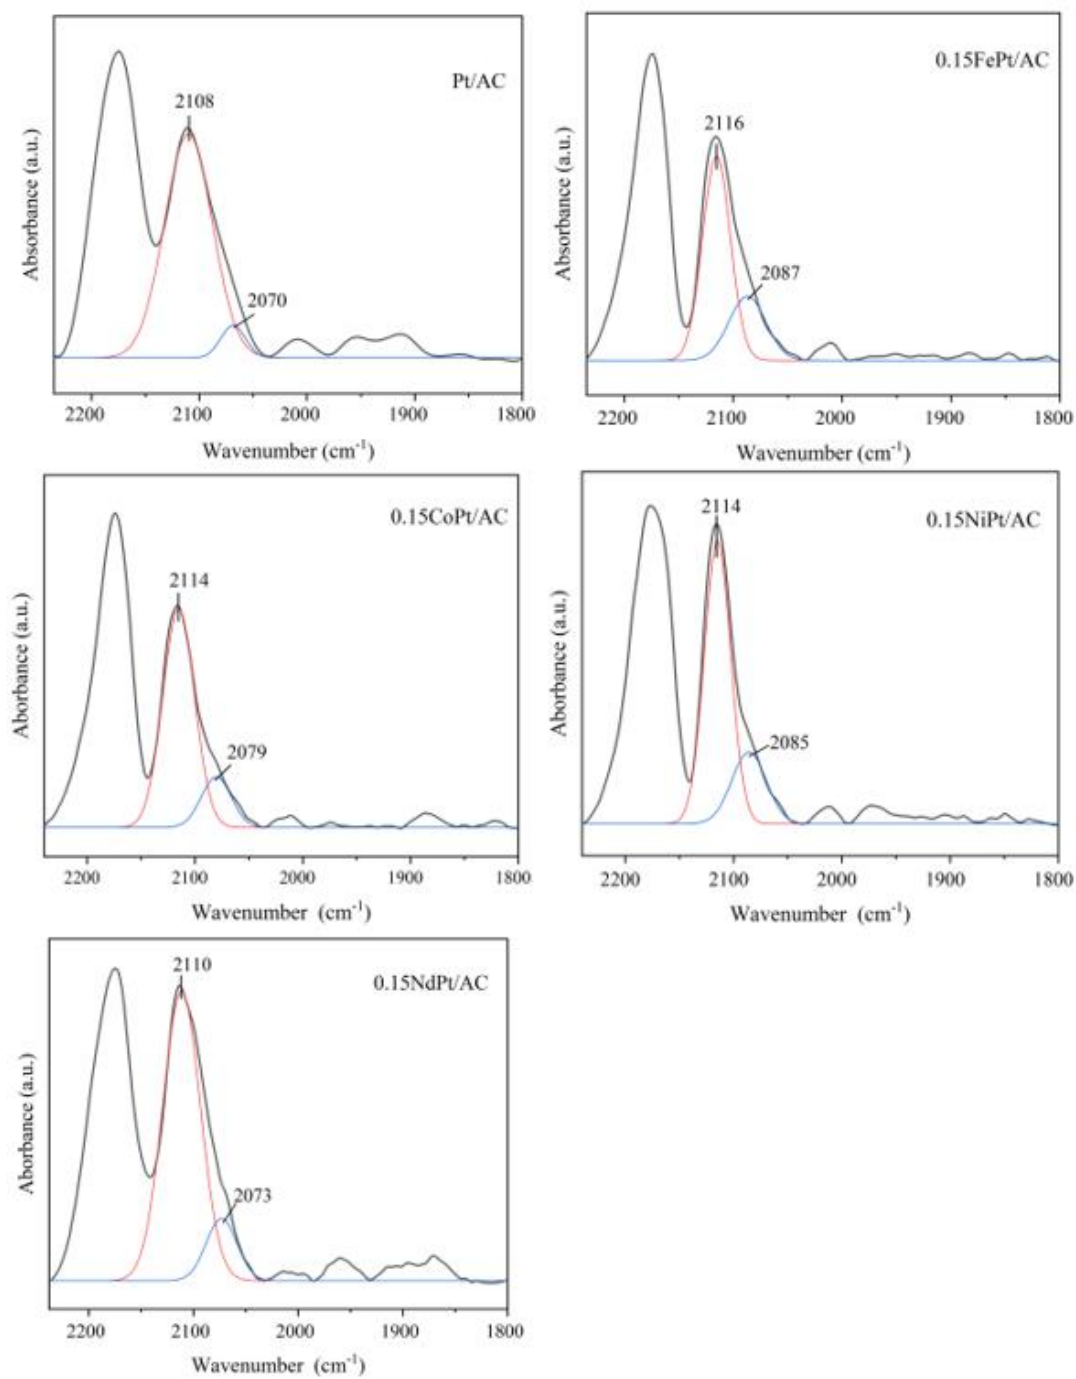 Pt/AC
2108
2070
Absorbance (a.u.)
2200 2100 2000 1900 1800
Wavenumber (cm-1)
0.15FePt/AC
2116
2087
Absorbance (a.u.)
2200 2100 2000 1900 1800
Wavenumber (cm-1)
0.15CoPt/AC
2114
2079
Aborbance (a.u.)
2200 2100 2000 1900 1800
Wavenumber (cm-1)
0.15NiPt/AC
2114
2085
Aborbance (a.u.)
2200 2100 2000 1900 1800
Wavenumber (cm-1)
0.15NdPt/AC
2110
2073
Aborbance (a.u.)
2200 2100 2000 1900 1800
Wavenumber (cm-1)